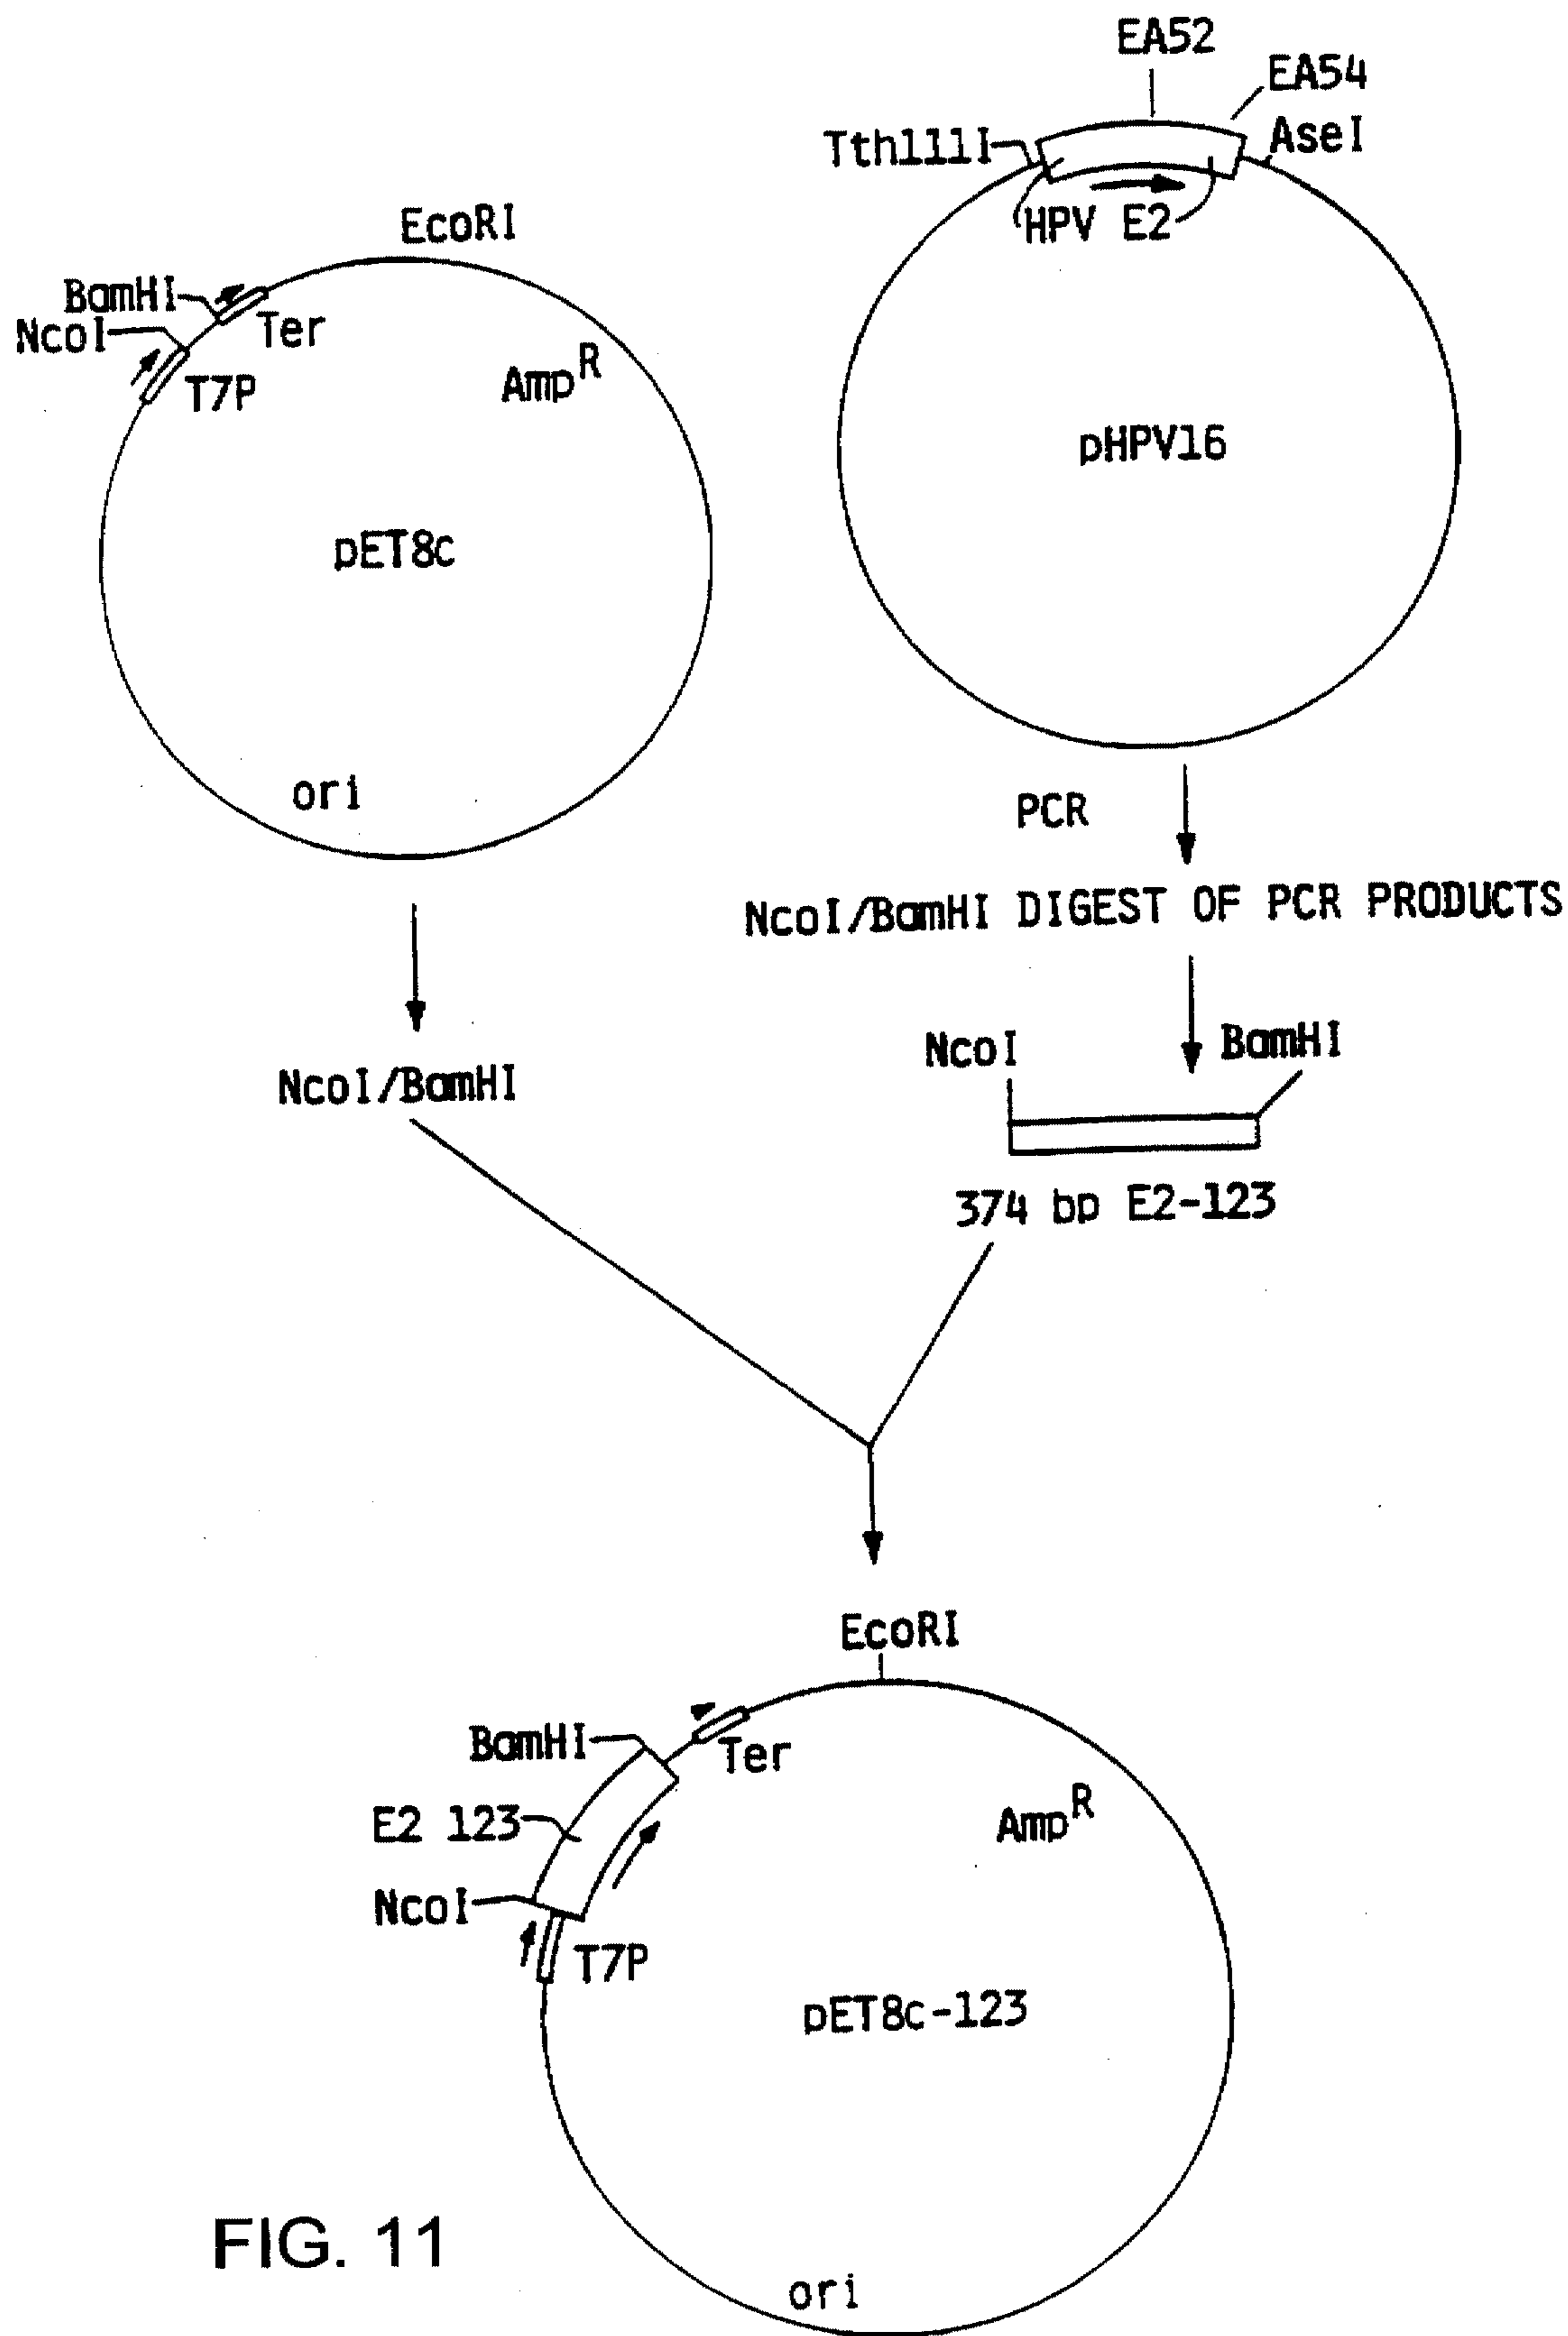 EA52
EA54
Tth111I
AseI
HPV E2
pHPV16
EcoRI
BamHI
NcoI
Ter
T7P
Amp^R
pET8c
ori
PCR
NcoI/BamHI DIGEST OF PCR PRODUCTS
NcoI/BamHI
NcoI
BamHI
374 bp E2-123
EcoRI
BamHI
Ter
E2 123
Amp^R
NcoI
T7P
pET8c-123
ori
FIG. 11